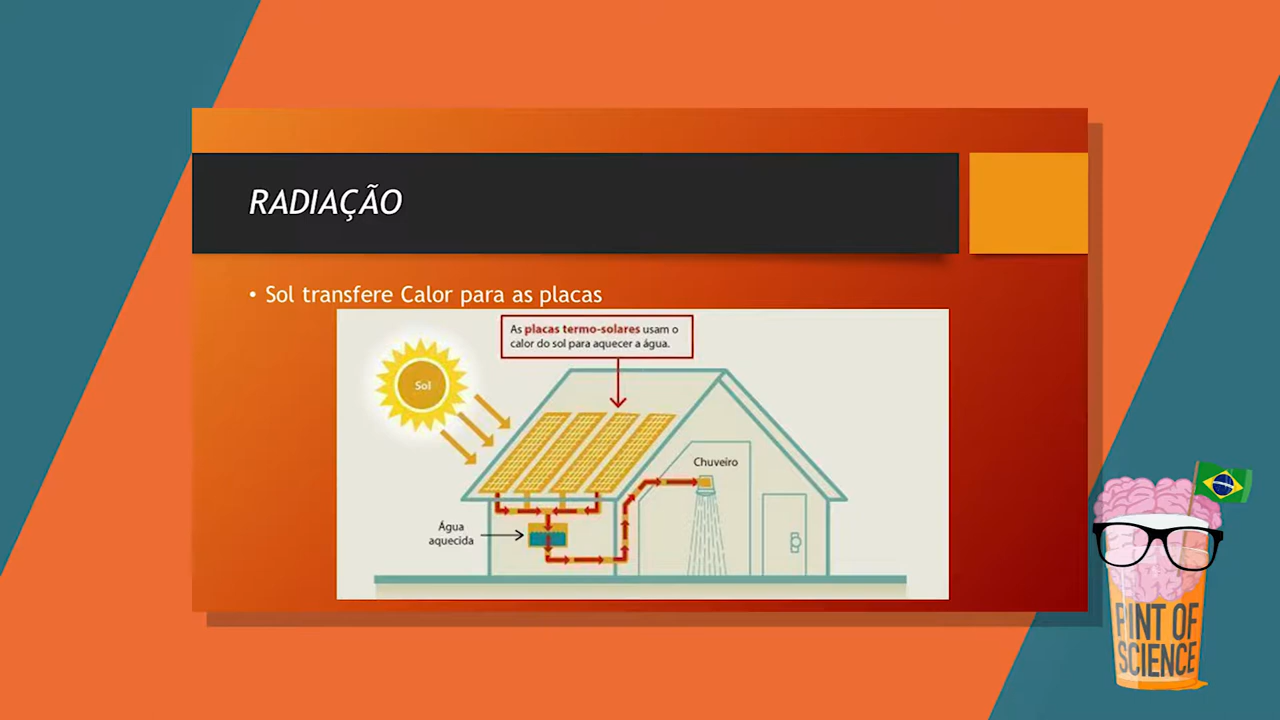 RADIAÇÃO
• Sol transfere Calor para as placas
As placas termo-solares usam o
calor do sol para aquecer a água.
Sol
Chuveiro
Água
aquecida
PINT OF
SCIENCE